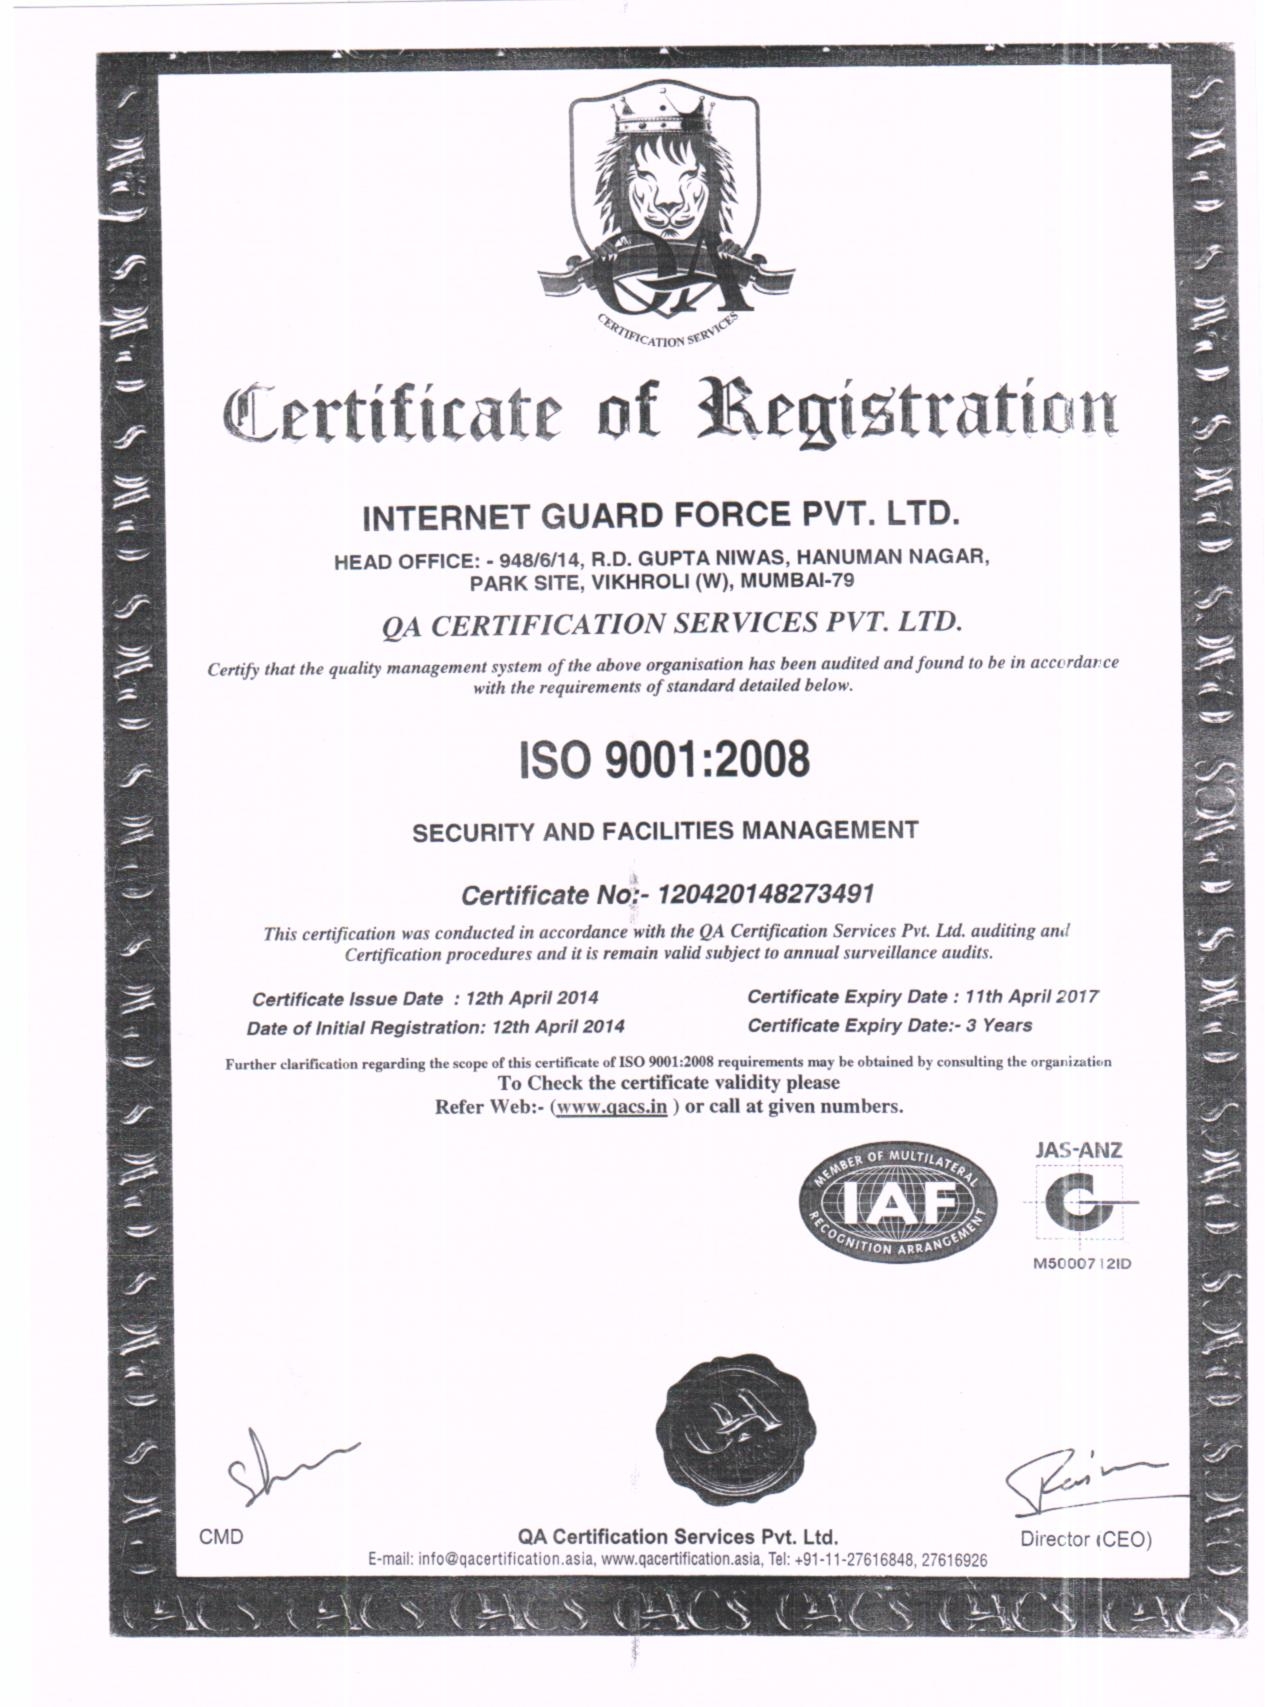 QA
CERTIFICATION SERVICES
Certificate of Registration
INTERNET GUARD FORCE PVT. LTD.
HEAD OFFICE: - 948/6/14, R.D. GUPTA NIWAS, HANUMAN NAGAR,
PARK SITE, VIKHROLI (W), MUMBAI-79
QA CERTIFICATION SERVICES PVT. LTD.
Certify that the quality management system of the above organisation has been audited and found to be in accordance
with the requirements of standard detailed below.
ISO 9001:2008
SECURITY AND FACILITIES MANAGEMENT
Certificate No:- 120420148273491
This certification was conducted in accordance with the QA Certification Services Pvt. Ltd. auditing and
Certification procedures and it is remain valid subject to annual surveillance audits.
Certificate Issue Date : 12th April 2014
Certificate Expiry Date : 11th April 2017
Date of Initial Registration: 12th April 2014
Certificate Expiry Date:- 3 Years
Further clarification regarding the scope of this certificate of ISO 9001:2008 requirements may be obtained by consulting the organization
To Check the certificate validity please
Refer Web:- (www.qacs.in ) or call at given numbers.
MEMBER OF MULTILATERAL
IAF
RECOGNITION ARRANGEMENT
JAS-ANZ
M5000712ID
QA
CMD
QA Certification Services Pvt. Ltd.
Director (CEO)
E-mail: info@qacertification.asia, www.qacertification.asia, Tel: +91-11-27616848, 27616926
QACS QACS QACS QACS QACS QACS QACS